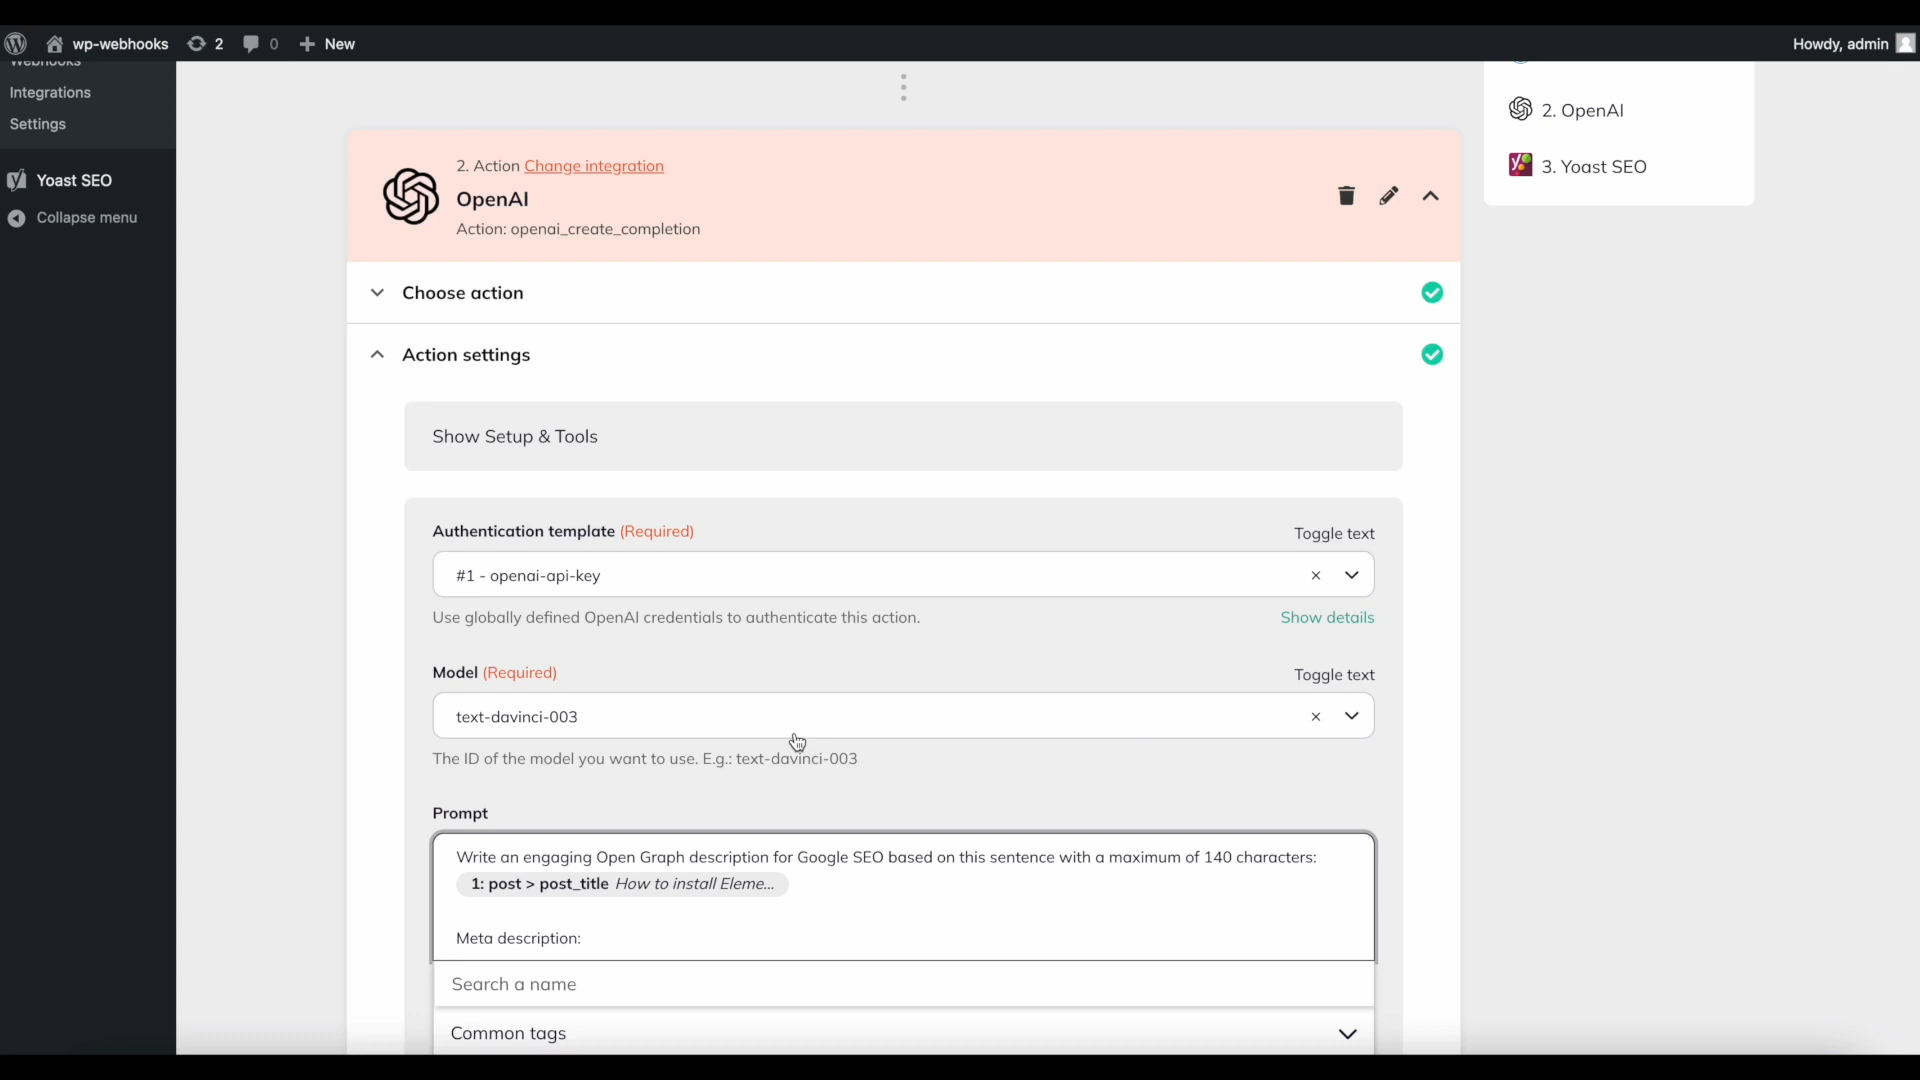 wp-webhooks
2
0
New
Howdy, admin
Webhooks
Integrations
Settings
Yoast SEO
Collapse menu
2. OpenAI
3. Yoast SEO
2. Action Change integration
OpenAI
Action: openai_create_completion
Choose action
Action settings
Show Setup & Tools
Authentication template (Required)
Toggle text
#1 - openai-api-key
Use globally defined OpenAI credentials to authenticate this action.
Show details
Model (Required)
Toggle text
text-davinci-003
The ID of the model you want to use. E.g.: text-davinci-003
Prompt
Write an engaging Open Graph description for Google SEO based on this sentence with a maximum of 140 characters:
1: post > post_title How to install Eleme...
Meta description:
Search a name
Common tags